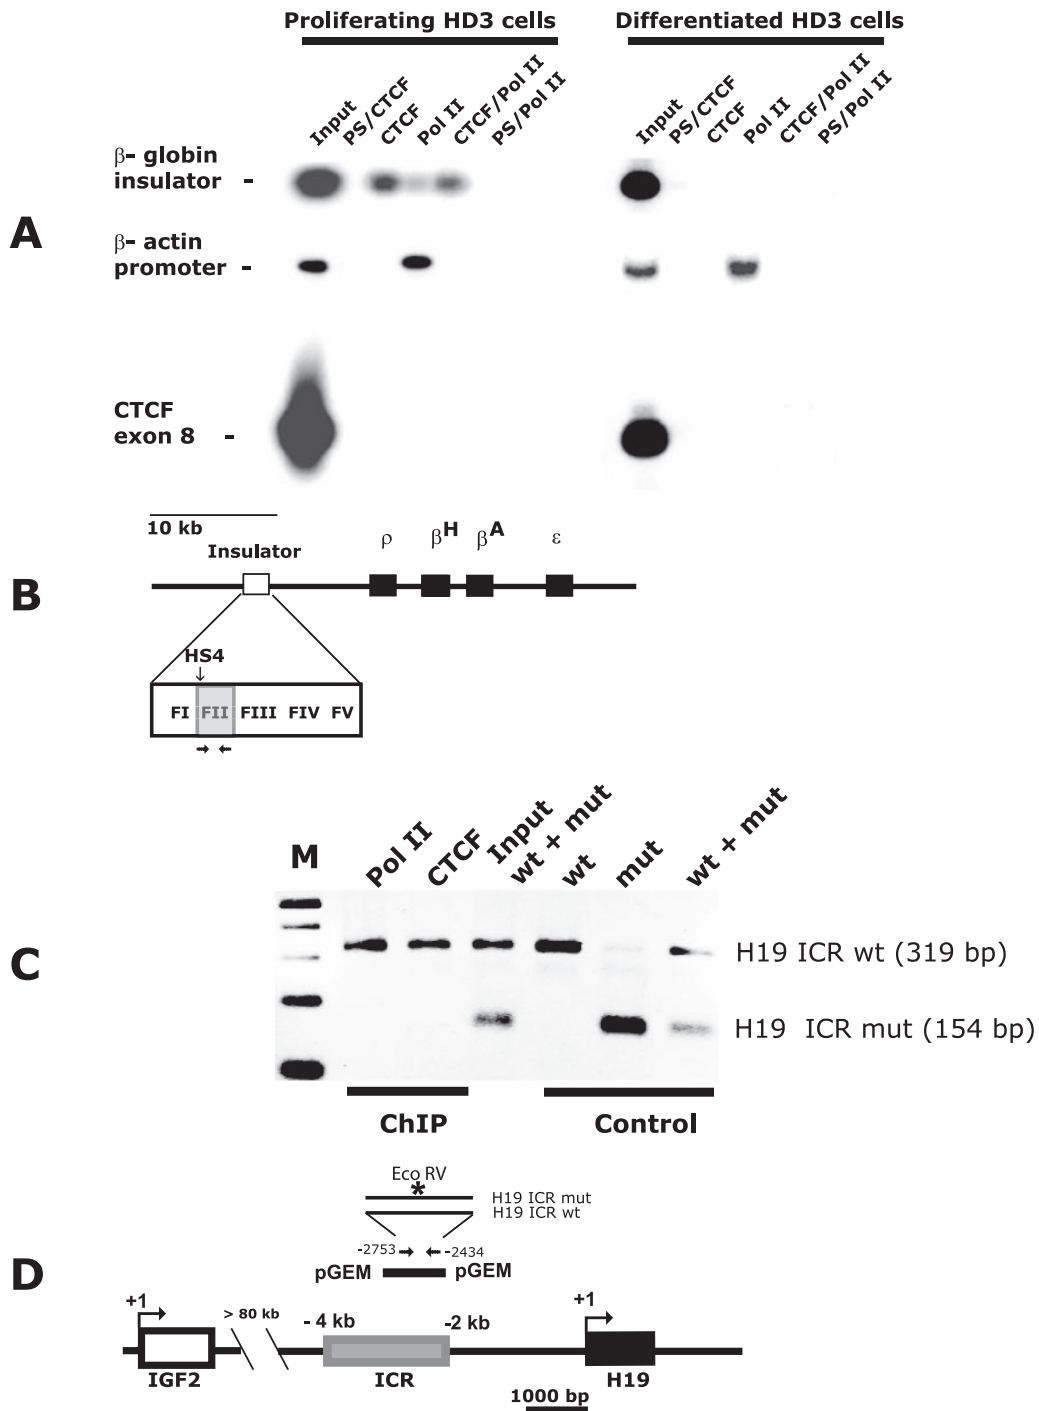 Proliferating HD3 cells
Differentiated HD3 cells
Input
PS/CTCF
CTCF
Pol II
CTCF/Pol II
PS/Pol II
Input
PS/CTCF
CTCF
Pol II
CTCF/Pol II
PS/Pol II
A
β- globin
insulator -
β- actin
promoter -
CTCF
exon 8 -
B
10 kb
Insulator
ρ
βH
βA
ε
HS4
FI FII FIII FIV FV
C
M
Pol II
CTCF
Input
wt + mut
wt
mut
wt + mut
H19 ICR wt (319 bp)
H19 ICR mut (154 bp)
ChIP
Control
D
Eco RV
*
H19 ICR mut
H19 ICR wt
-2753
-2434
pGEM
pGEM
+1
> 80 kb
- 4 kb
-2 kb
+1
IGF2
ICR
H19
1000 bp